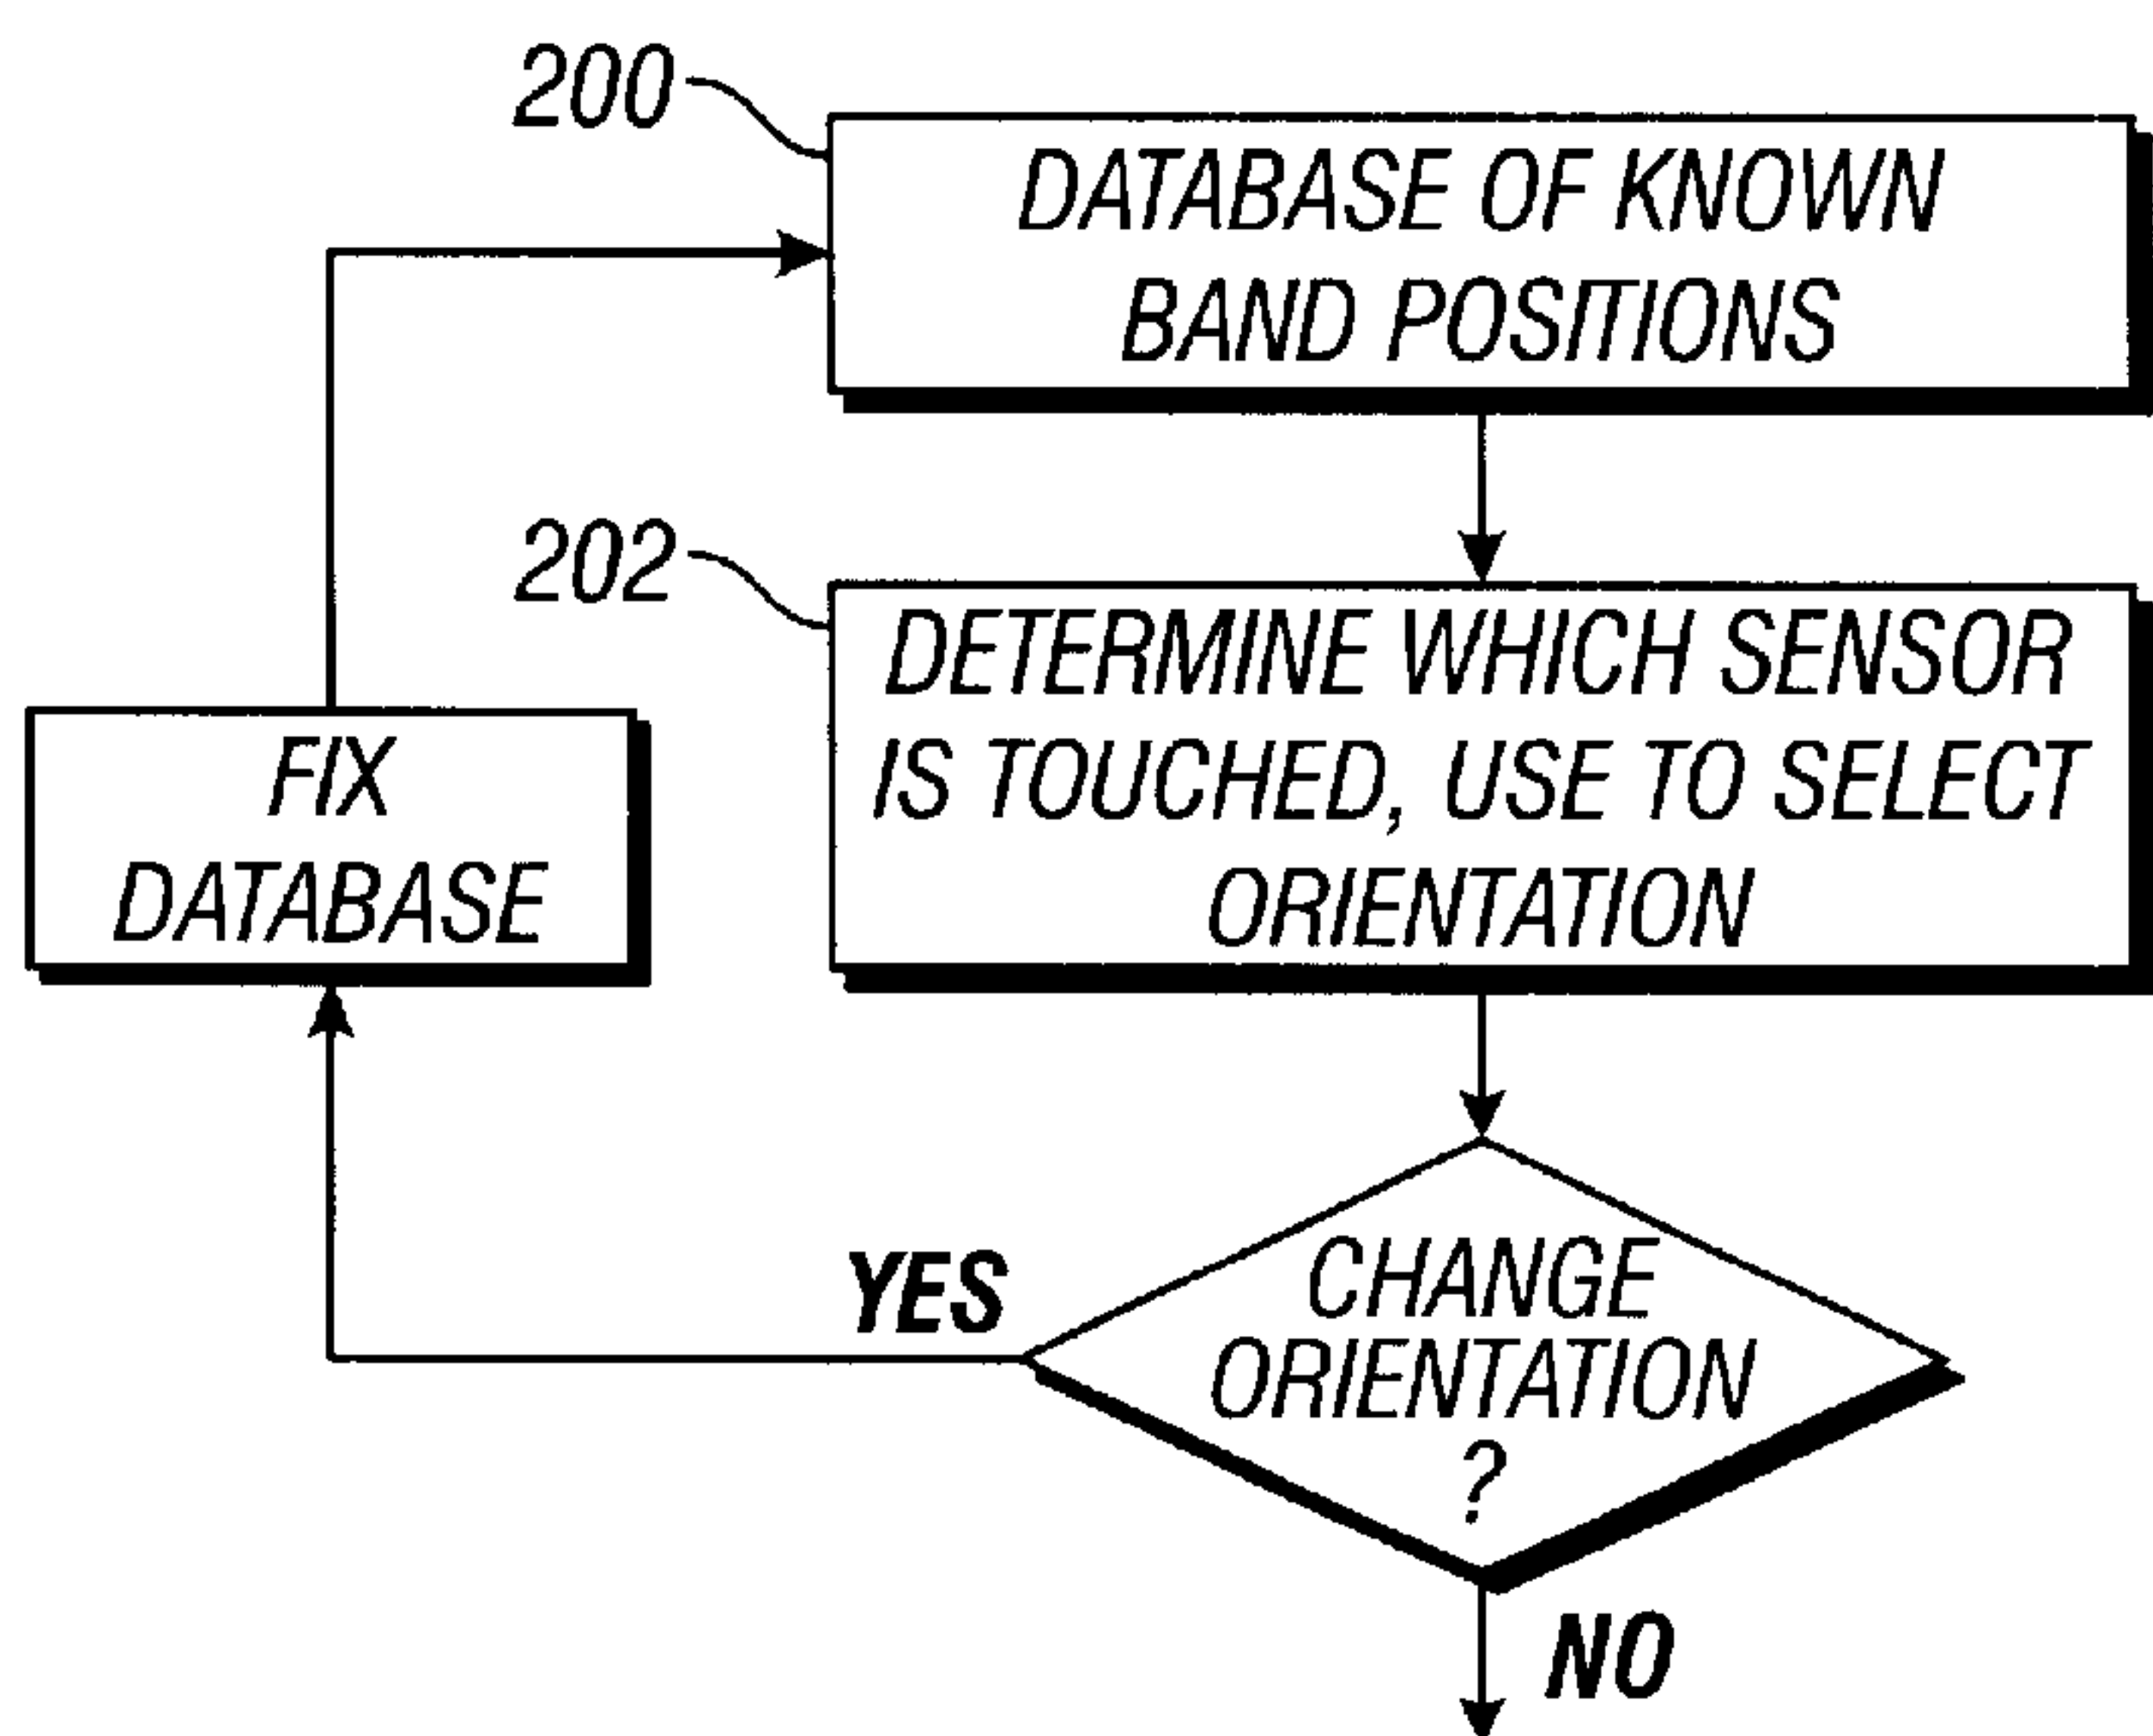 200
DATABASE OF KNOWN
BAND POSITIONS
202
DETERMINE WHICH SENSOR
IS TOUCHED, USE TO SELECT
ORIENTATION
FIX
DATABASE
YES
CHANGE
ORIENTATION
?
NO